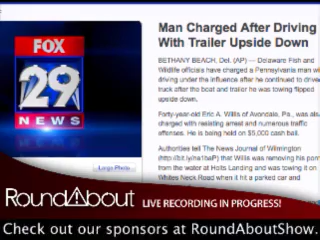 FOX
29
NEWS
Large Photo
Man Charged After Driving
With Trailer Upside Down
BETHANY BEACH, Del. (AP) — Delaware Fish and
Wildlife officials have charged a Pennsylvania man wi
driving under the influence after he continued to drive
truck after the boat and trailer he was towing flipped
upside down.
Forty-year-old Eric A. Willis of Avondale, Pa., was als
charged with resisting arrest and numerous traffic
offenses. He is being held on $5,000 cash bail.
Authorities tell The News Journal of Wilmington
that Willis was removing his pon
from the water at Holts Landing and was towing it on
Whites Neck Road when it hit a parked car and
RoundAbout
LIVE RECORDING IN PROGRESS!
Check out our sponsors at RoundAboutShow.